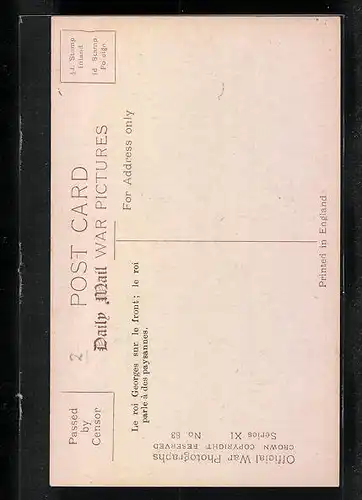 ½d. Stamp
Inland.
1d. Stamp
Foreign.
2
POST CARD
Daily Mail WAR PICTURES
For Address only
Passed
by
Censor
Le roi Georges sur le front; le roi
parle à des paysannes.
Printed in England
Official War Photographs
CROWN COPYRIGHT RESERVED
Series XI No. 83